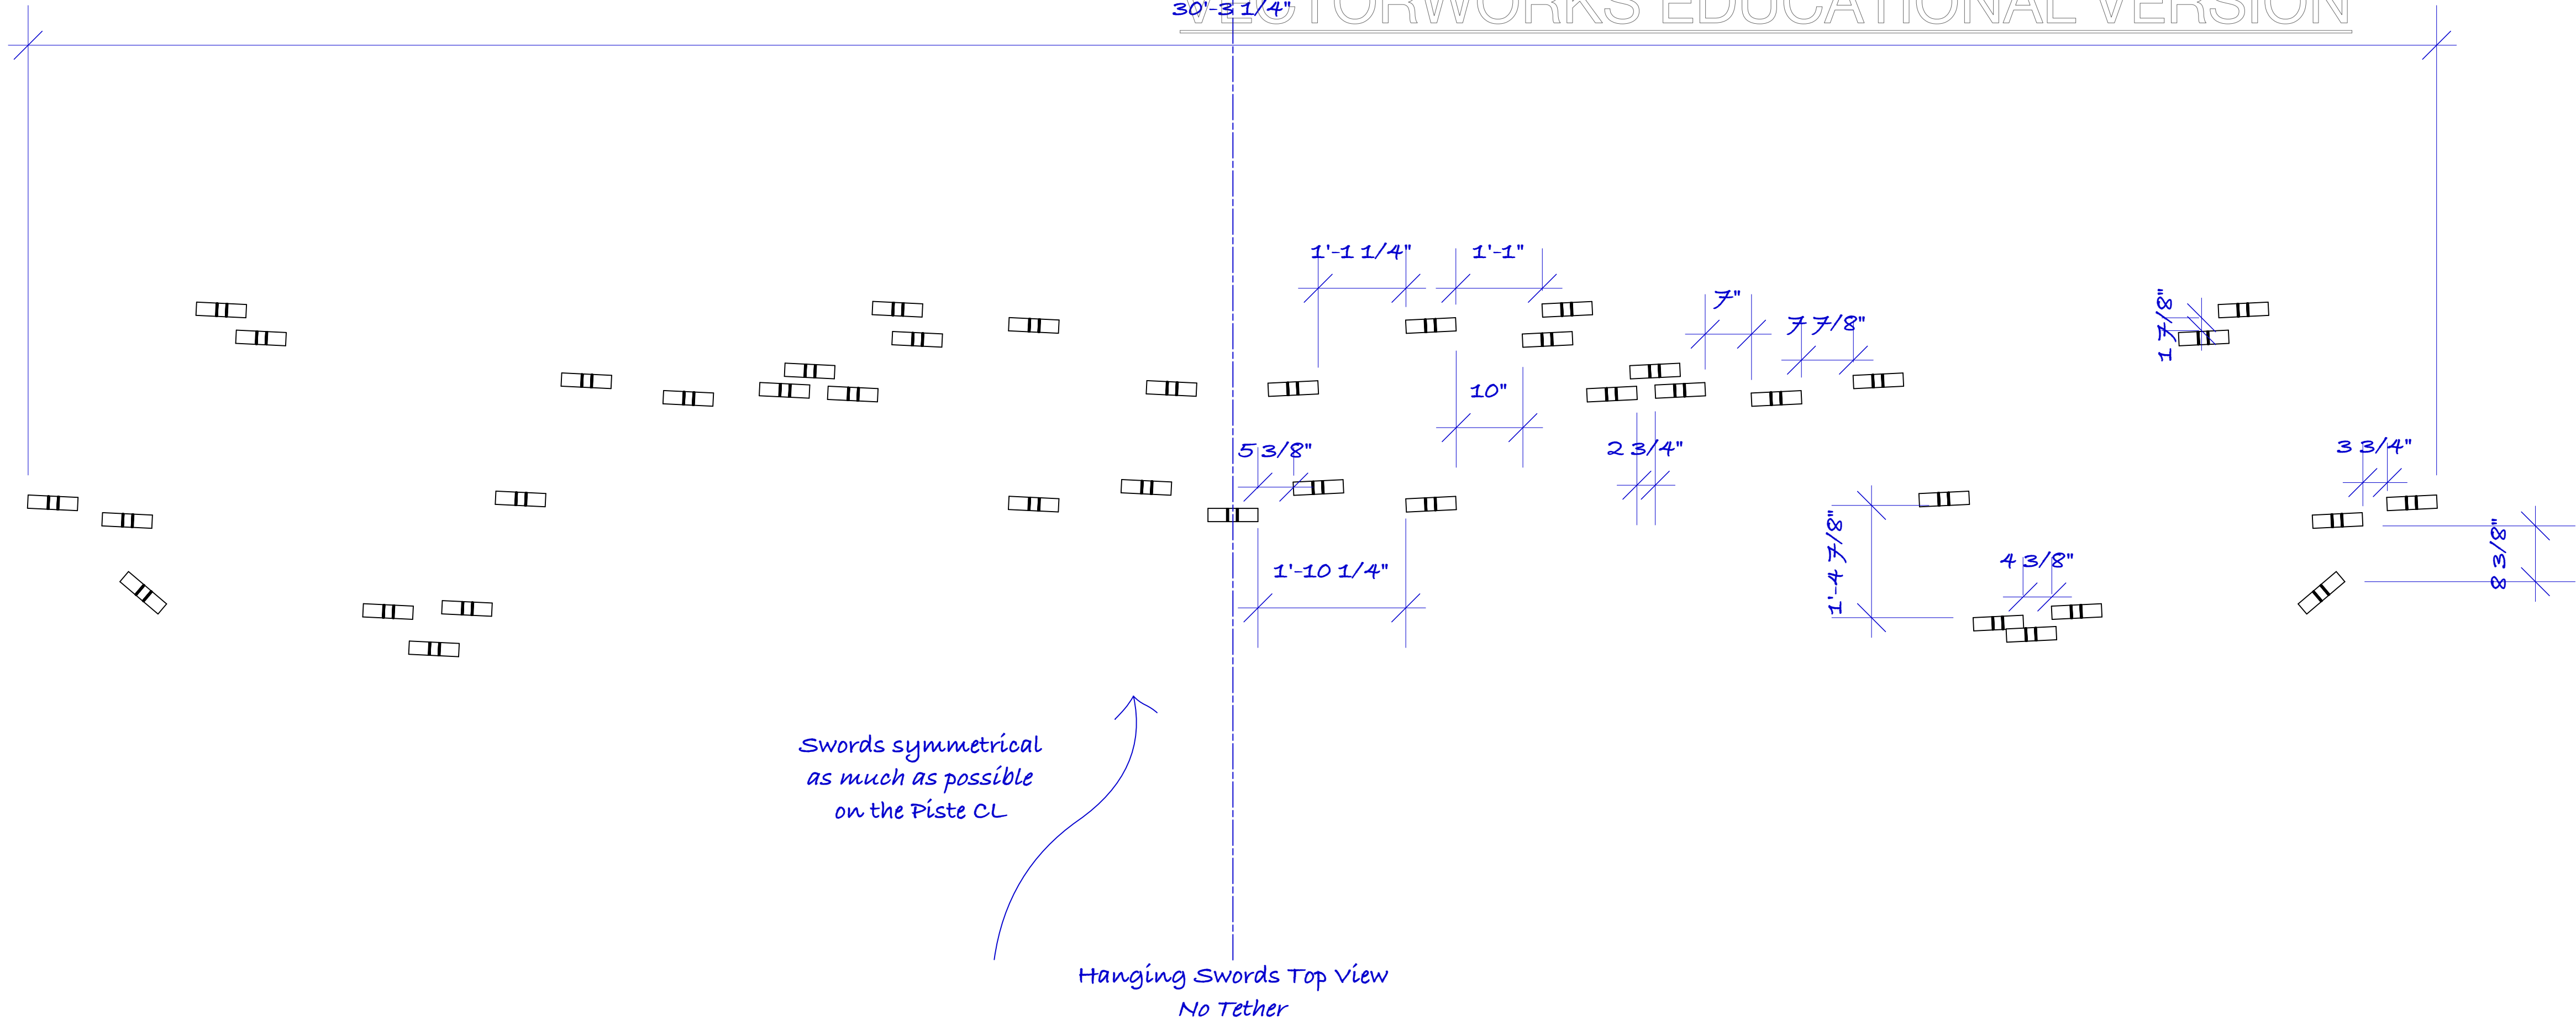 VECTORWORKS EDUCATIONAL VERSION
30'-3 1/4"
1'-1 1/4"
1'-1"
7"
7 7/8"
1 7/8"
10"
5 3/8"
2 3/4"
3 3/4"
1'-10 1/4"
1'-4 7/8"
4 3/8"
8 3/8"
Swords symmetrical
as much as possible
on the Piste CL
Hanging Swords Top View
No Tether